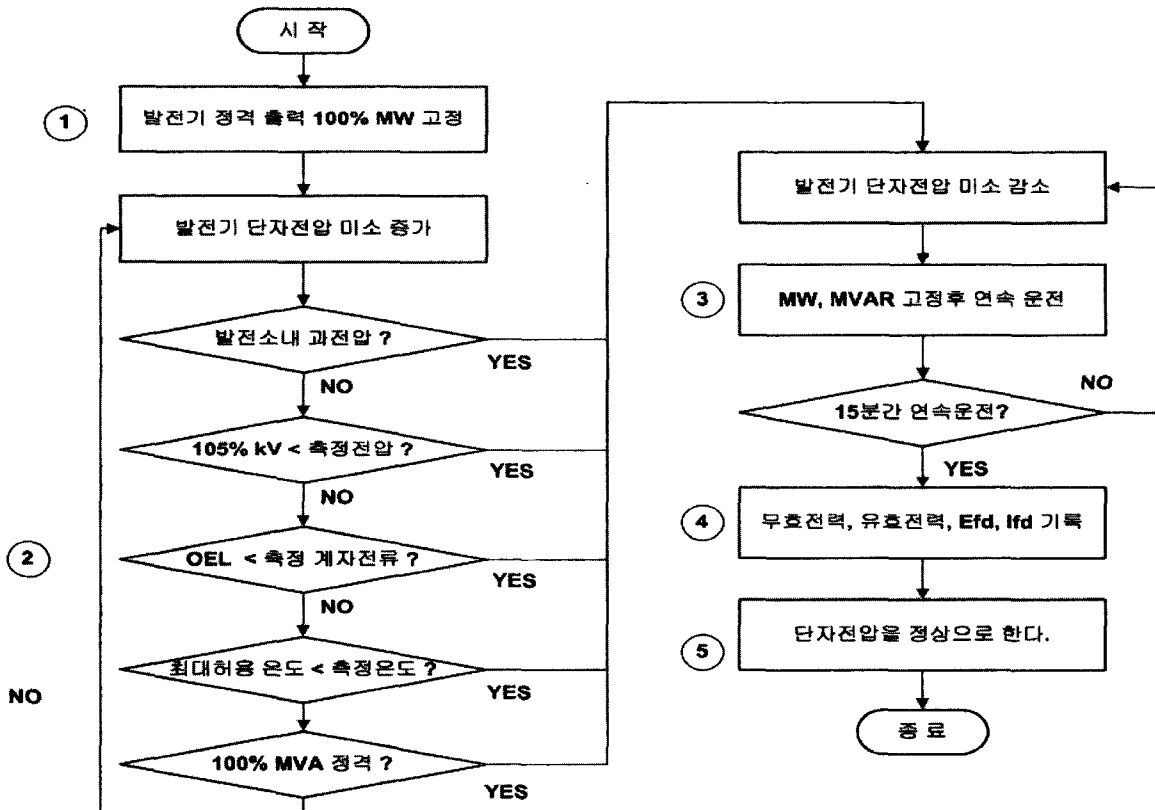 시 작
1
발전기 정격 출력 100% MW 고정
발전기 단자전압 미소 증가
발전소내 과전압 ?
YES
NO
105% kV < 측정전압 ?
YES
NO
2
OEL < 측정 계자전류 ?
YES
NO
최대허용 온도 < 측정온도 ?
YES
NO
100% MVA 정격 ?
YES
발전기 단자전압 미소 감소
3
MW, MVAR 고정후 연속 운전
NO
15분간 연속운전?
YES
4
무효전력, 유효전력, Efd, Ifd 기록
5
단자전압을 정상으로 한다.
종 료